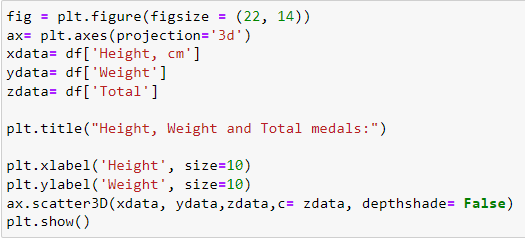 fig = plt.figure(figsize = (22, 14))
ax= plt.axes(projection='3d')
xdata= df['Height, cm']
ydata= df['Weight']
zdata= df['Total']
plt.title("Height, Weight and Total medals:")
plt.xlabel('Height', size=10)
plt.ylabel('Weight', size=10)
ax.scatter3D(xdata, ydata,zdata,c= zdata, depthshade= False)
plt.show()